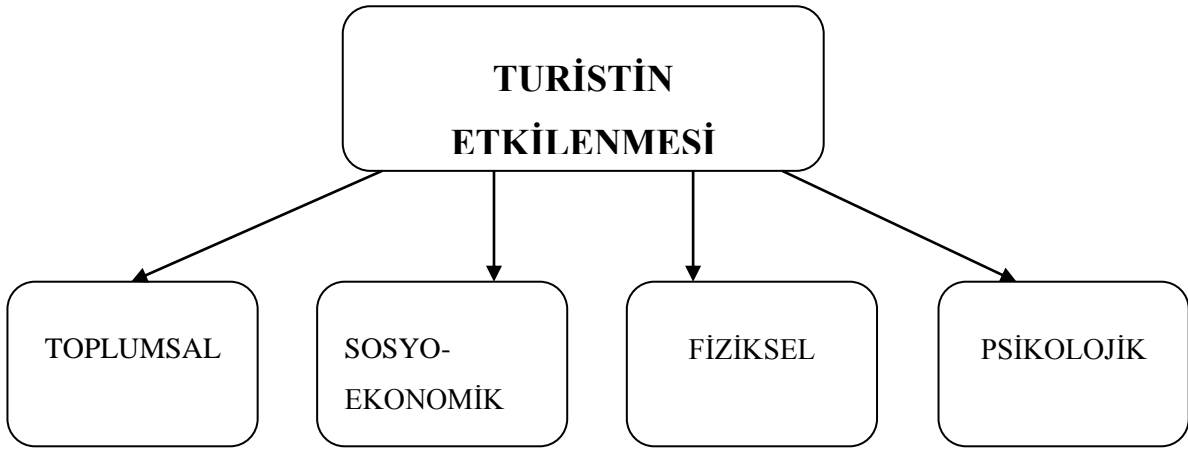 TURİSTİN
ETKİLENMESİ
TOPLUMSAL
SOSYO-
EKONOMİK
FİZİKSEL
PSİKOLOJİK